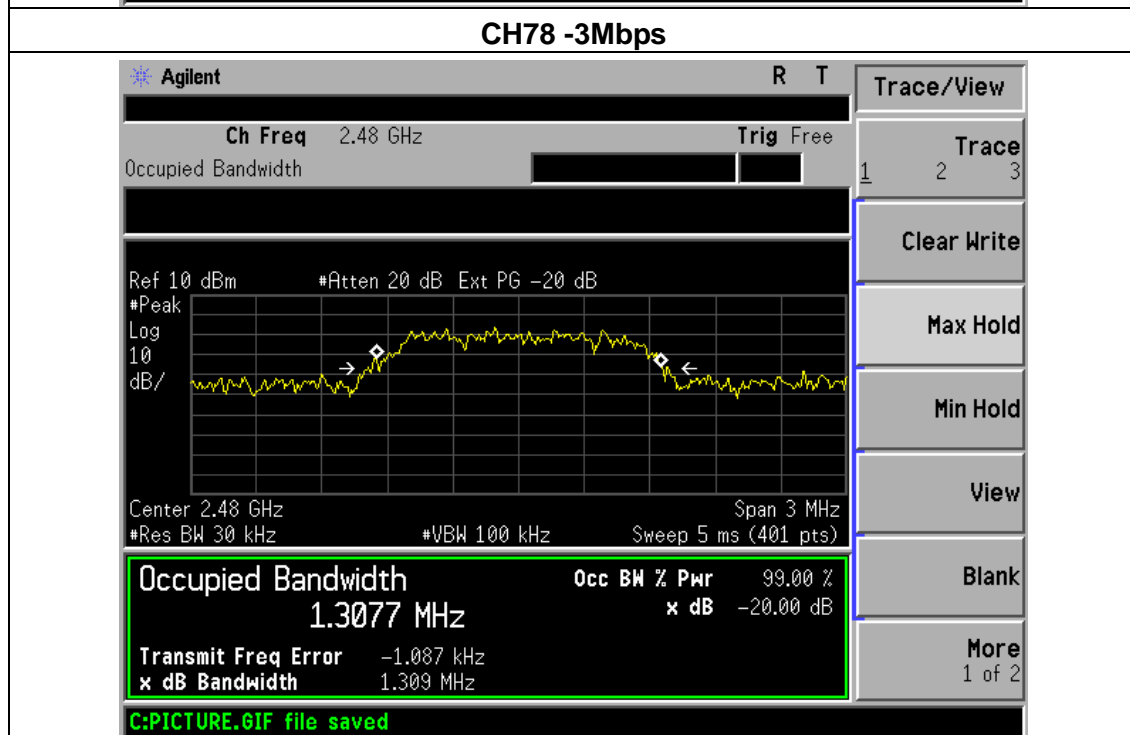 CH78 -3Mbps
Agilent R T
Trace/View
Ch Freq 2.48 GHz Trig Free
Occupied Bandwidth
Trace
1 2 3
Clear Write
Ref 10 dBm #Atten 20 dB Ext PG -20 dB
#Peak
Log
10
dB/
Max Hold
Min Hold
View
Center 2.48 GHz Span 3 MHz
#Res BW 30 kHz #VBW 100 kHz Sweep 5 ms (401 pts)
Occupied Bandwidth Occ BW % Pwr 99.00 %
1.3077 MHz x dB -20.00 dB
Transmit Freq Error -1.087 kHz
x dB Bandwidth 1.309 MHz
Blank
More
1 of 2
C:PICTURE.GIF file saved